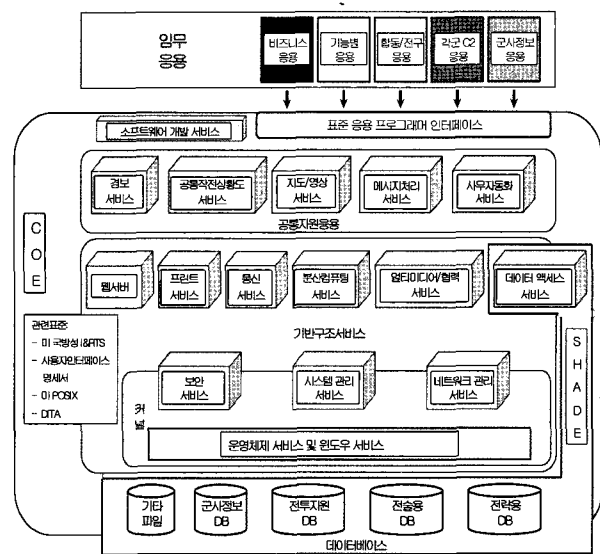 임무
응용
비즈니스
응용
기능별
응용
합동/전구
응용
각군 C2
응용
군사정보
응용
소프트웨어 개발 서비스
표준 응용 프로그래머 인터페이스
경보
서비스
공통작전상황도
서비스
지도/영상
서비스
메시지처리
서비스
사무자동화
서비스
공통지원응용
COE
웹서버
프린트
서비스
통신
서비스
분산컴퓨팅
서비스
멀티미디어/협력
서비스
데이터 액세스
서비스
관련표준:
- 미 국방성 I&RTS
- 사용자인터페이스
명세서
- 미 POSIX
- DITA
기반구조서비스
SHADE
보안
서비스
시스템 관리
서비스
네트워크 관리
서비스
커널
운영체제 서비스 및 윈도우 서비스
기타
파일
군사정보
DB
전투지원
DB
전술용
DB
전략용
DB
데이터베이스